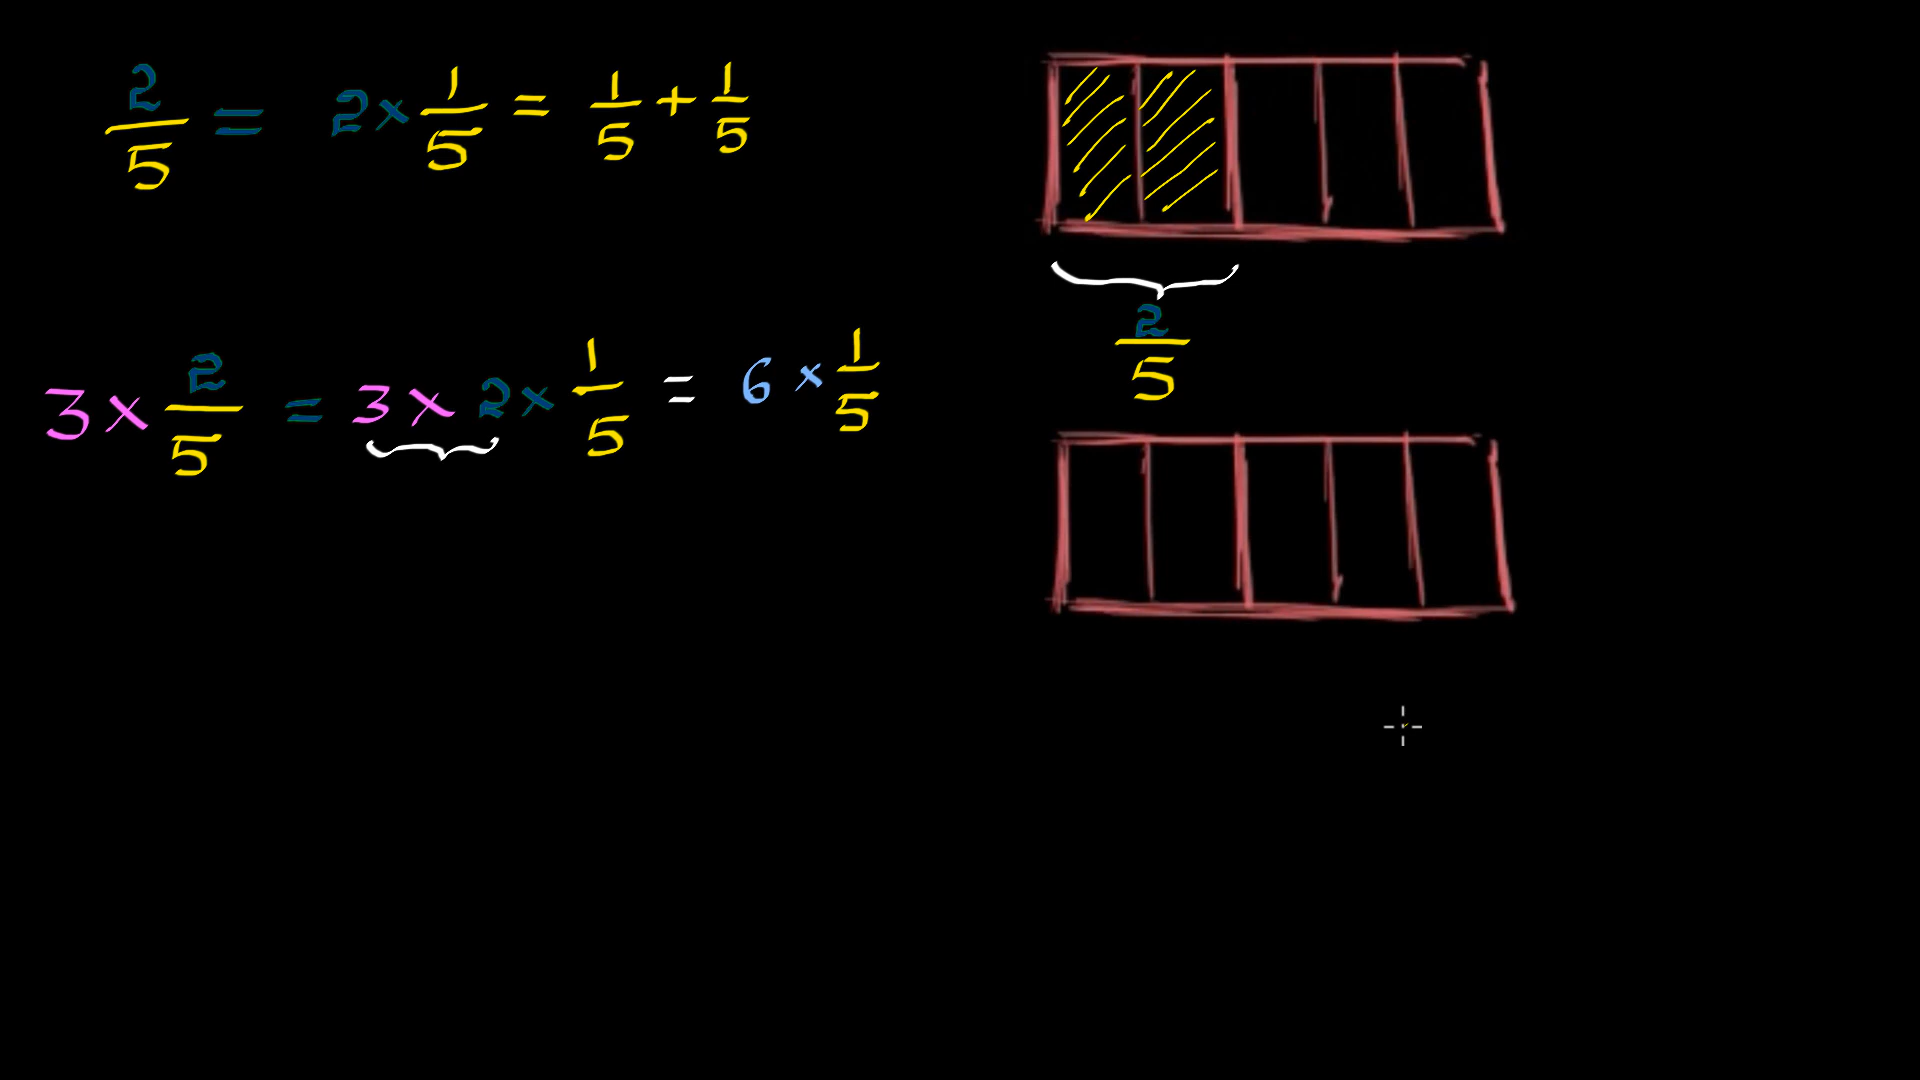 2/5 = 2 × 1/5 = 1/5 + 1/5
2/5
3 × 2/5 = 3 × 2 × 1/5 = 6 × 1/5